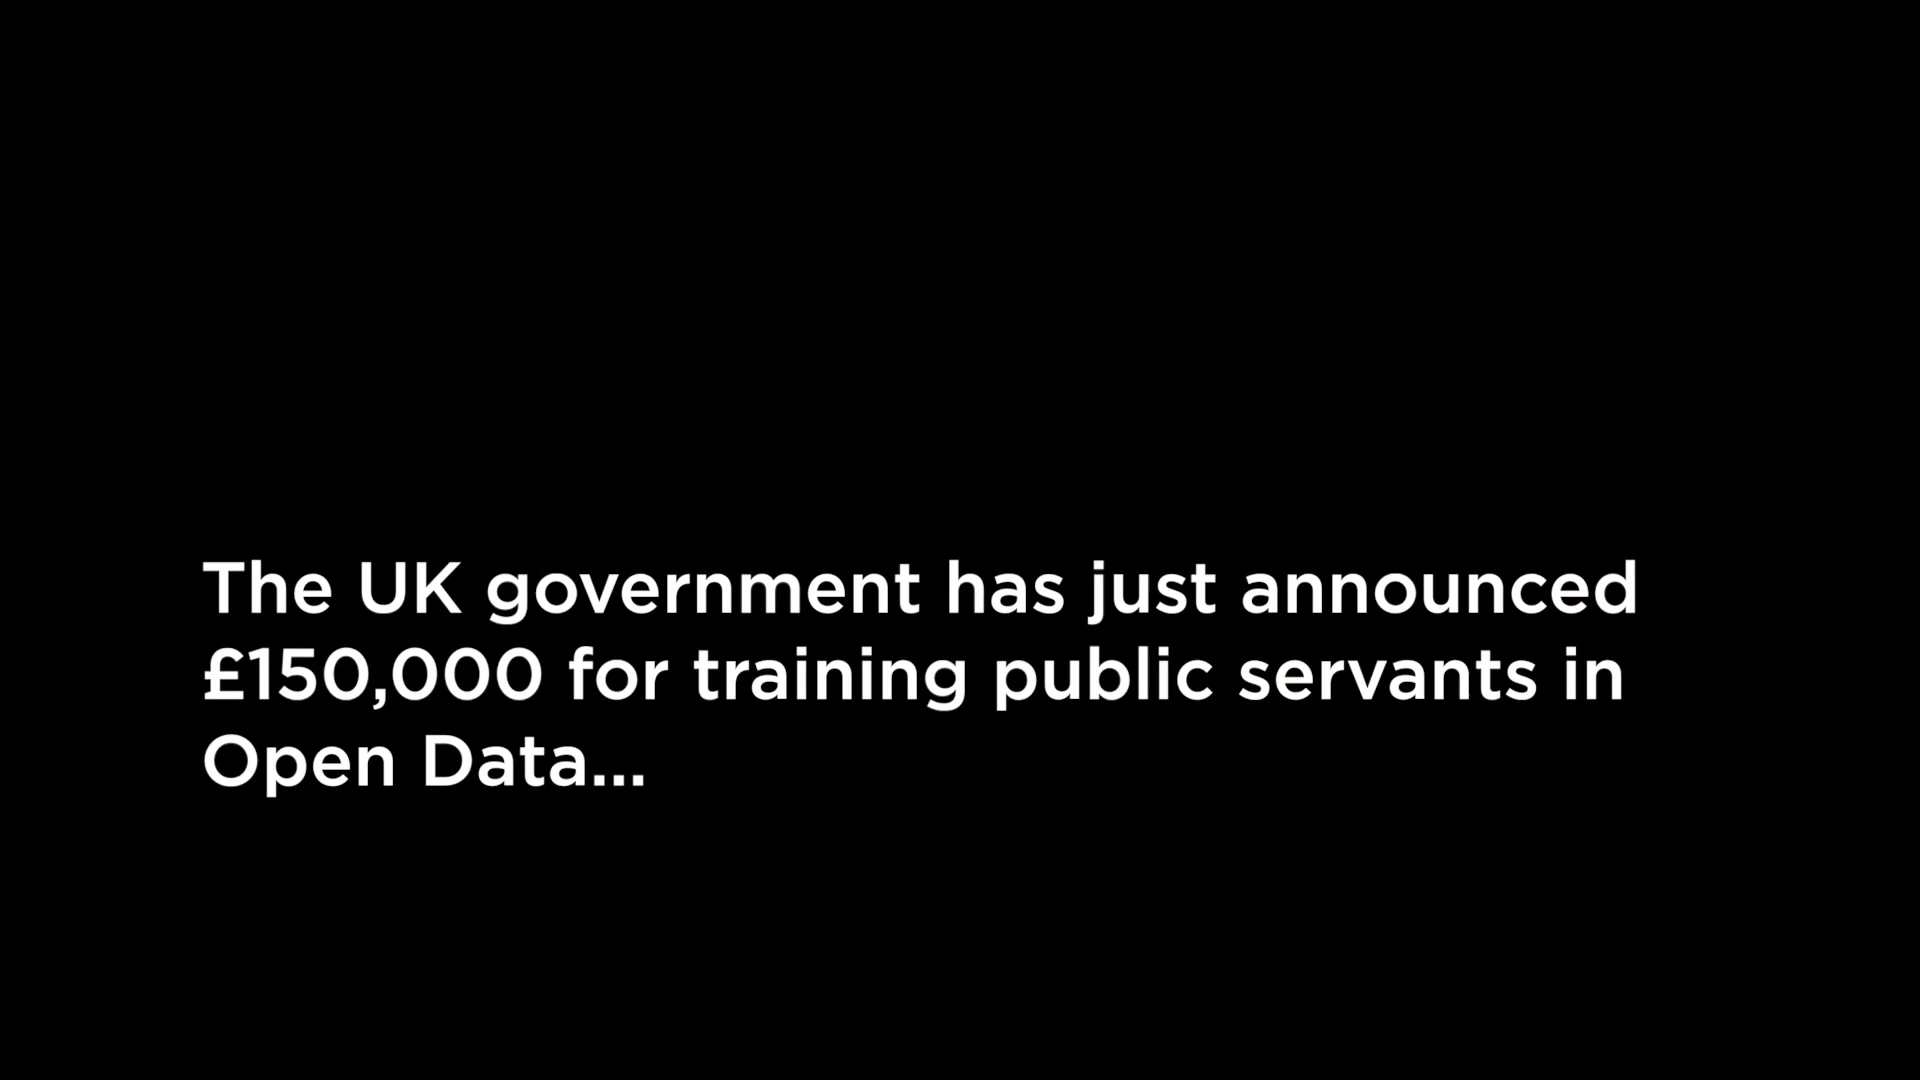 The UK government has just announced
£150,000 for training public servants in
Open Data...